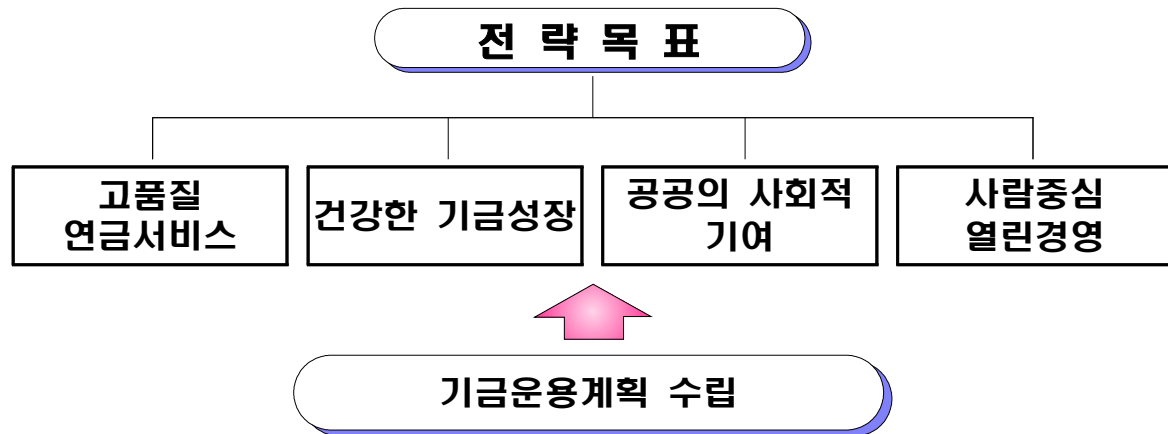 전 략 목 표
고품질
연금서비스
건강한 기금성장
공공의 사회적
기여
사람중심
열린경영
기금운용계획 수립